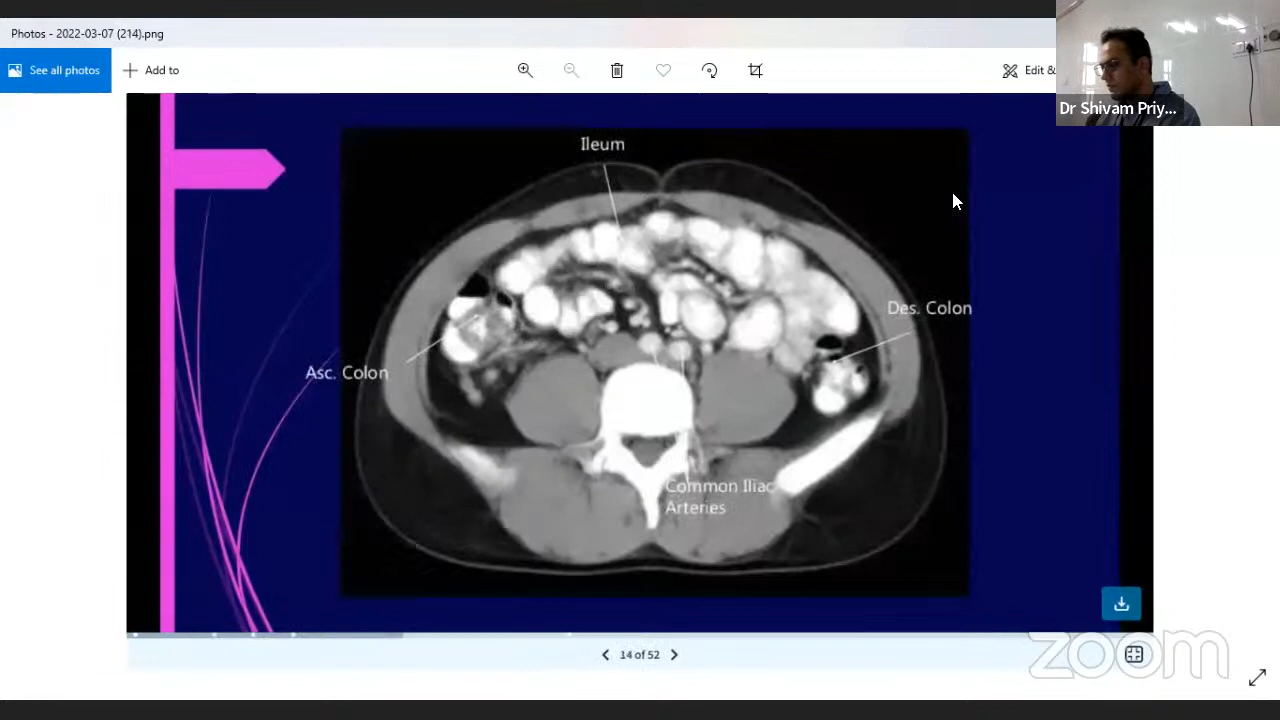 Photos - 2022-03-07 (214).png
See all photos
Add to
Edit &
Dr Shivam Priy...
Ileum
Des. Colon
Asc. Colon
Common Iliac
Arteries
14 of 52
zoom